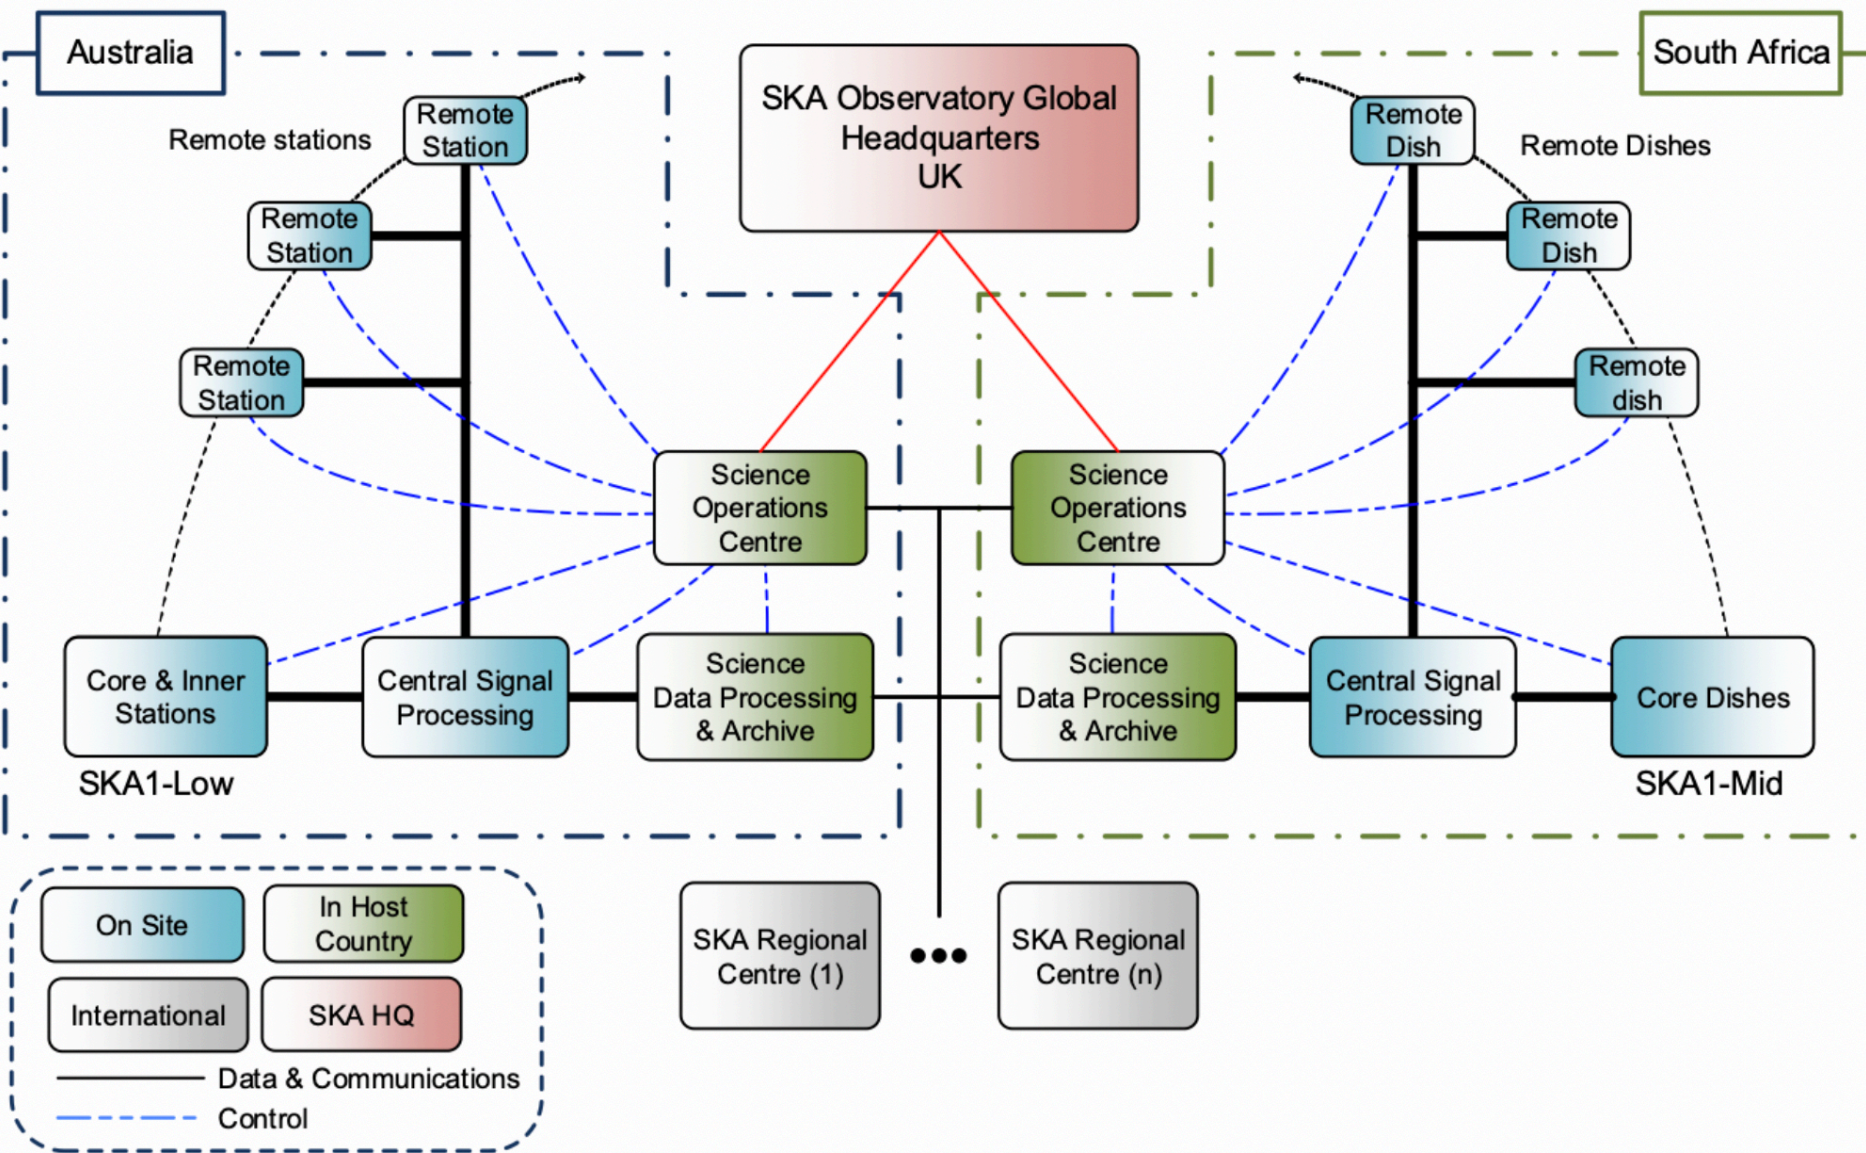 Australia
South Africa
SKA Observatory Global
Headquarters
UK
Remote stations
Remote
Station
Remote
Station
Remote
Station
Remote
Dish
Remote Dishes
Remote
Dish
Remote
dish
Science
Operations
Centre
Science
Operations
Centre
Core & Inner
Stations
Central Signal
Processing
Science
Data Processing
& Archive
Science
Data Processing
& Archive
Central Signal
Processing
Core Dishes
SKA1-Low
SKA1-Mid
On Site
In Host
Country
International
SKA HQ
Data & Communications
Control
SKA Regional
Centre (1)
SKA Regional
Centre (n)